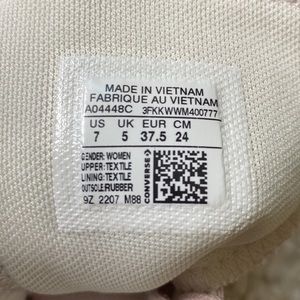 MADE IN VIETNAM
FABRIQUE AU VIETNAM
A04448C 3FKKWWM400777
US UK EUR CM
7 5 37.5 24
GENDER: WOMEN
UPPER: TEXTILE
LINING: TEXTILE
OUTSOLE: RUBBER
9Z 2207 M88
CONVERSE